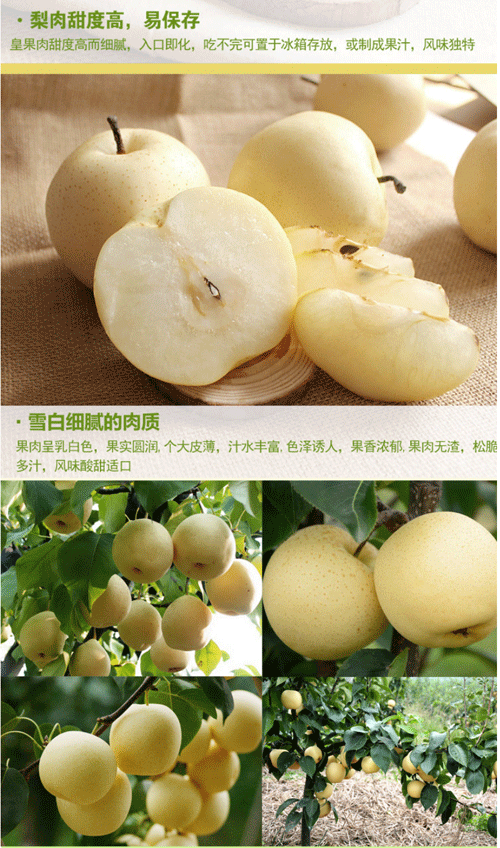 · 梨肉甜度高，易保存
皇果肉甜度高而细腻，入口即化，吃不完可置于冰箱存放，或制成果汁，风味独特
· 雪白细腻的肉质
果肉呈乳白色，果实圆润,个大皮薄，汁水丰富,色泽诱人，果香浓郁,果肉无渣，松脆
多汁，风味酸甜适口